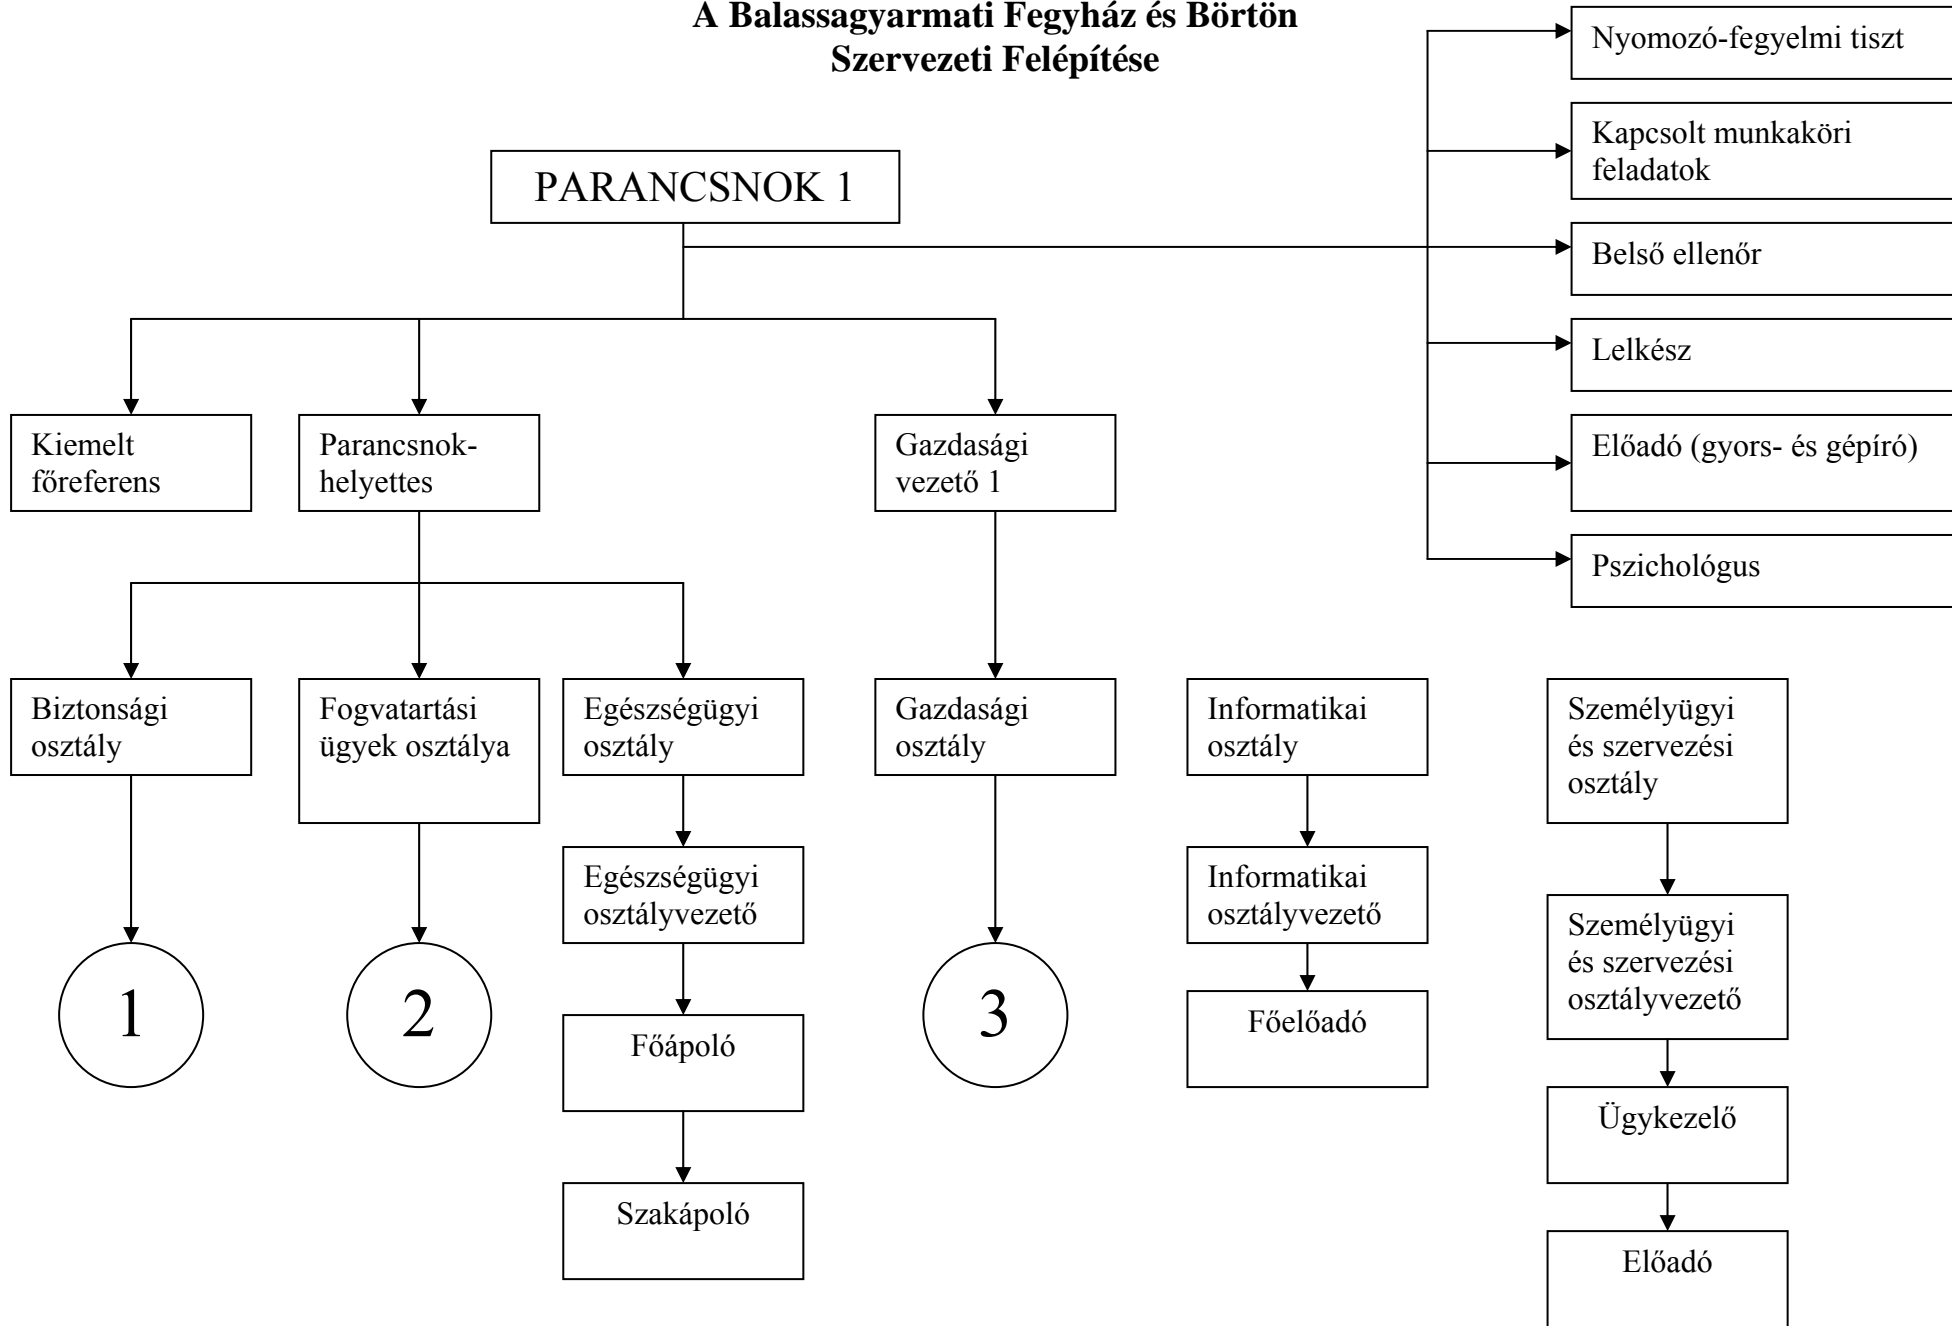 A Balassagyarmati Fegyház és Börtön
Szervezeti Felépítése
Nyomozó-fegyelmi tiszt
Kapcsolt munkaköri
feladatok
PARANCSNOK 1
Belső ellenőr
Lelkész
Kiemelt
főreferens
Parancsnok-
helyettes
Gazdasági
vezető 1
Előadó (gyors- és gépíró)
Pszichológus
Biztonsági
osztály
Fogvatartási
ügyek osztálya
Egészségügyi
osztály
Gazdasági
osztály
Informatikai
osztály
Személyügyi
és szervezési
osztály
Egészségügyi
osztályvezető
Informatikai
osztályvezető
Személyügyi
és szervezési
osztályvezető
1
2
3
Főápoló
Főelőadó
Ügykezelő
Szakápoló
Előadó